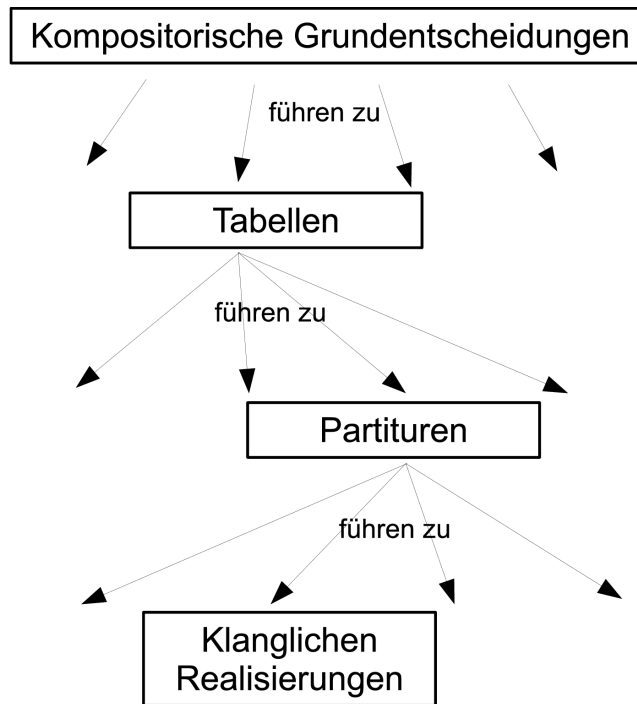 Kompositorische Grundentscheidungen
führen zu
Tabellen
führen zu
Partituren
führen zu
Klanglichen
Realisierungen